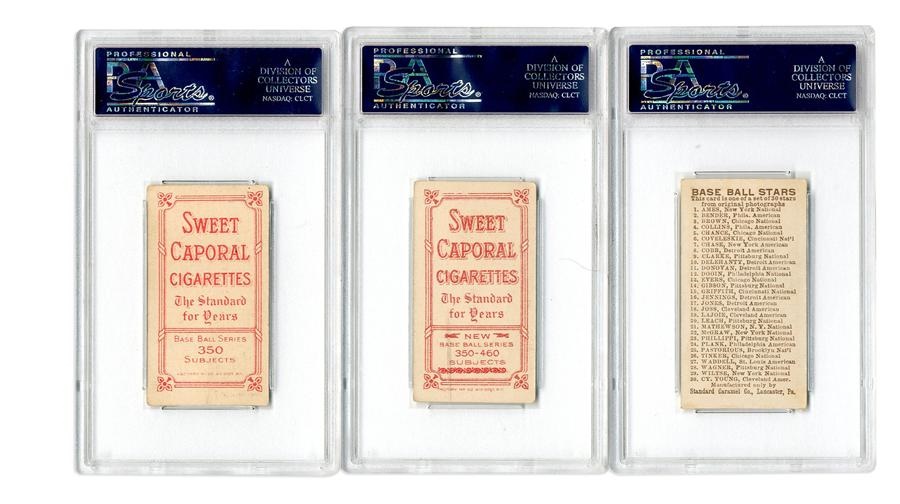 PROFESSIONAL
PSA
Sports®
AUTHENTICATOR
A
DIVISION OF
COLLECTORS
UNIVERSE
NASDAQ: CLCT
SWEET
CAPORAL
CIGARETTES
The Standard
for Years
BASE BALL SERIES
350
SUBJECTS
PROFESSIONAL
PSA
Sports®
AUTHENTICATOR
A
DIVISION OF
COLLECTORS
UNIVERSE
NASDAQ: CLCT
SWEET
CAPORAL
CIGARETTES
The Standard
for Years
NEW
BASE BALL SERIES
350-460
SUBJECTS
PROFESSIONAL
PSA
Sports®
AUTHENTICATOR
A
DIVISION OF
COLLECTORS
UNIVERSE
NASDAQ: CLCT
BASE BALL STARS
This card is one of a set of 30 stars
from original photographs
1. AMES, New York National
2. BENDER, Phila. American
3. BROWN, Chicago National
4. COLLINS, Phila. American
5. CHANCE, Chicago National
6. COVELESKIE, Cincinnati Nat'l
7. CHASE, New York American
8. COBB, Detroit American
9. CLARKE, Pittsburg National
10. DELEHANTY, Detroit American
11. DONOVAN, Detroit American
12. DOOIN, Philadelphia National
13. EVERS, Chicago National
14. GIBSON, Pittsburg National
15. GRIFFITH, Cincinnati National
16. JENNINGS, Detroit American
17. JONES, Detroit American
18. JOSS, Cleveland American
19. LAJOIE, Cleveland American
20. LEACH, Pittsburg National
21. MATHEWSON, N. Y. National
22. McGRAW, New York National
23. PHILLIPPI, Pittsburg National
24. PLANK, Philadelphia American
25. PASTORIOUS, Brooklyn Nat'l
26. TINKER, Chicago National
27. WADDELL, St. Louis American
28. WAGNER, Pittsburg National
29. WILTSE, New York National
30. CY. YOUNG, Cleveland Amer.
Manufactured only by
Standard Caramel Co., Lancaster, Pa.